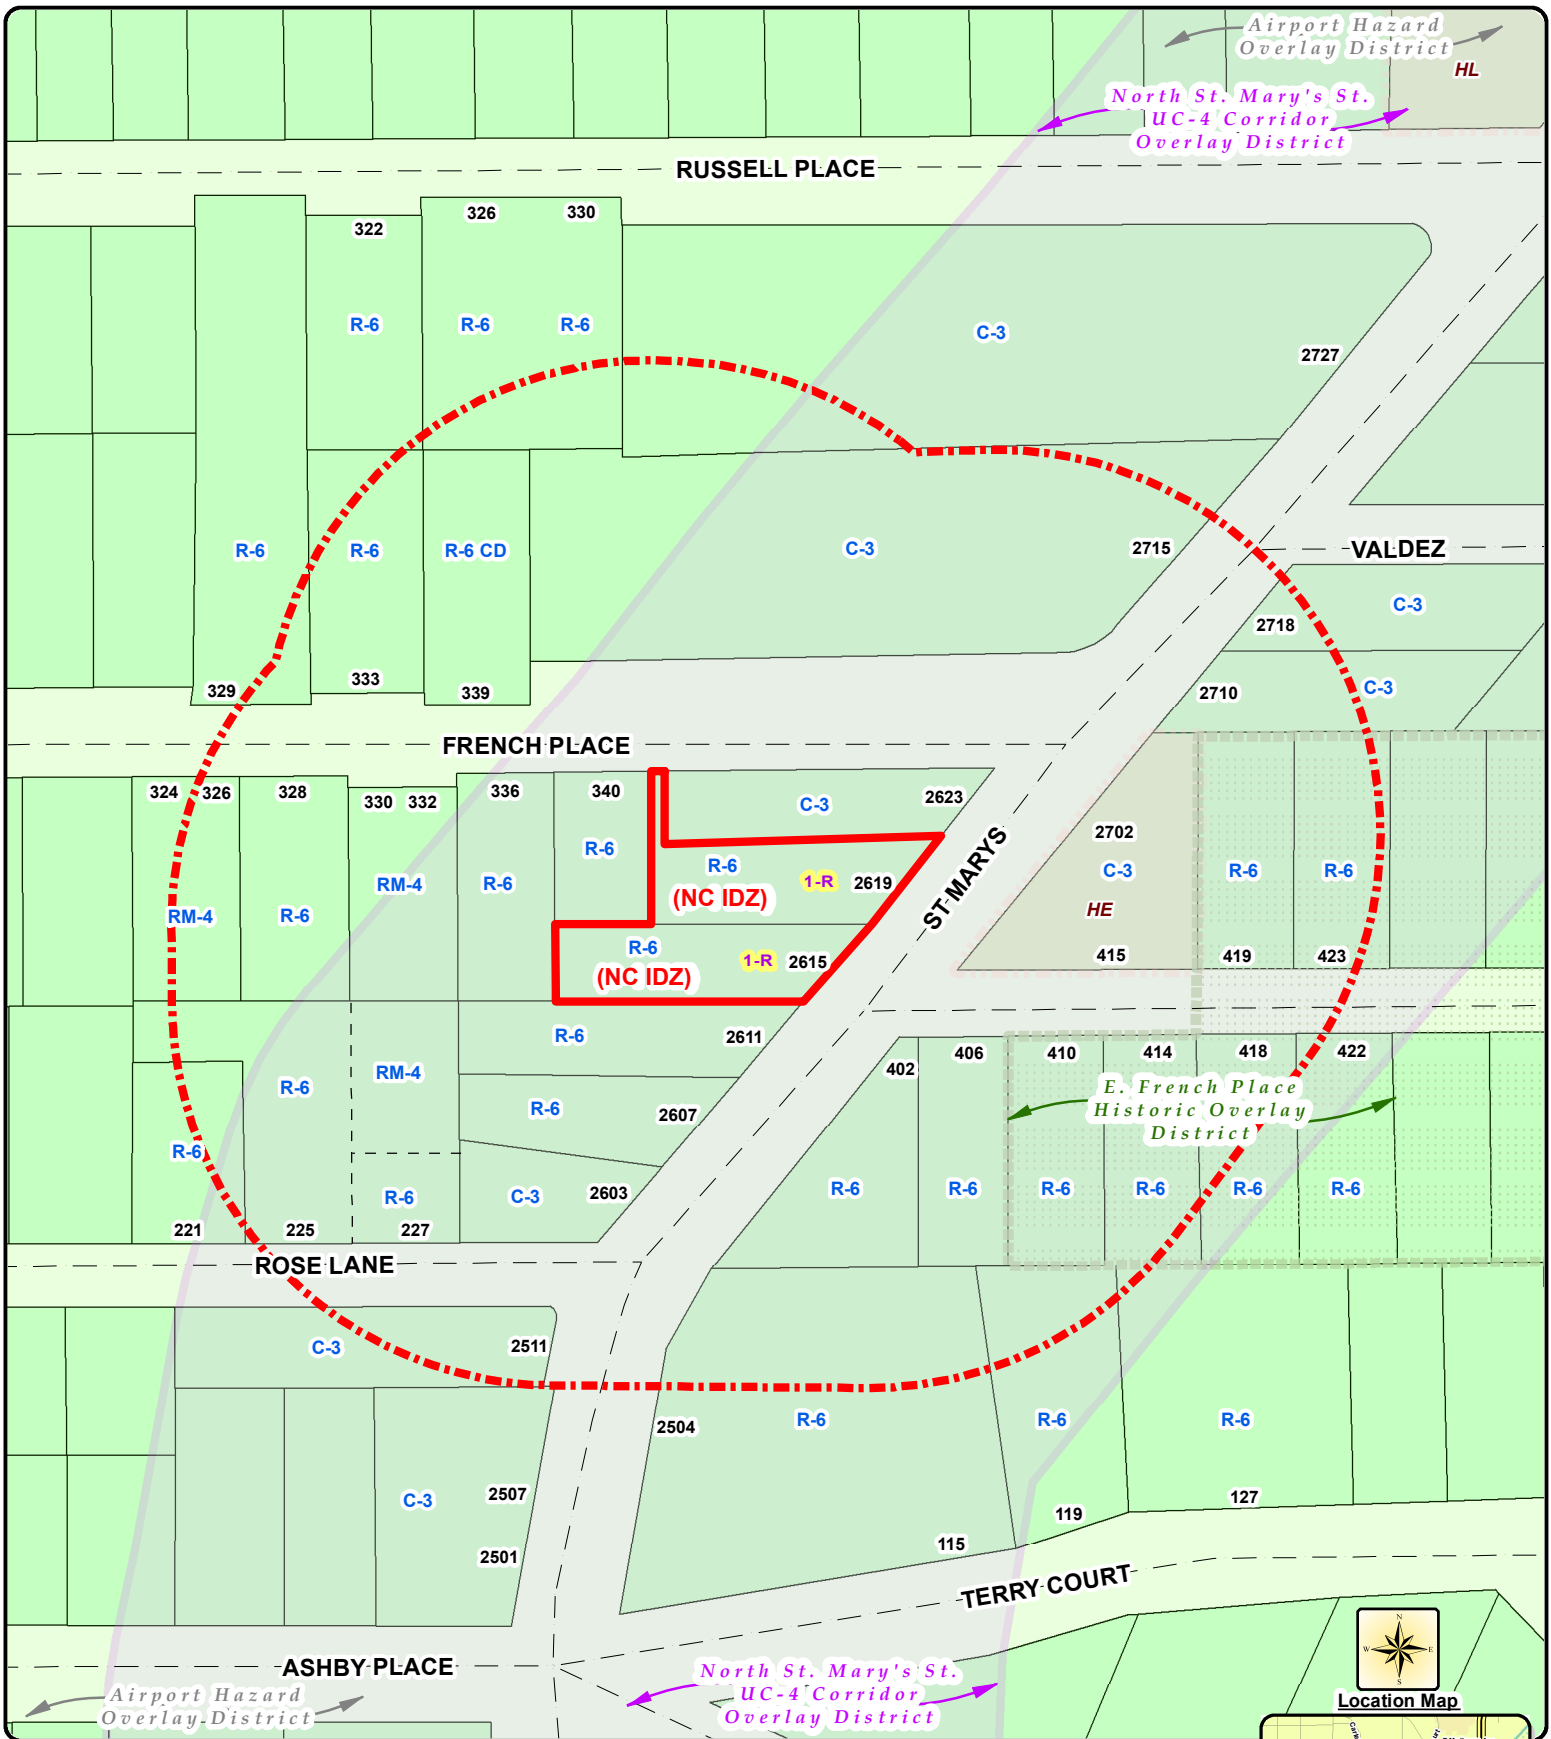 Airport Hazard
Overlay District
HL
North St. Mary's St.
UC-4 Corridor
Overlay District
RUSSELL PLACE
322
326
330
R-6
R-6
R-6
C-3
2727
R-6
R-6
R-6 CD
C-3
2715
VALDEZ
C-3
2718
329
333
339
2710
C-3
FRENCH PLACE
324
326
328
330
332
336
340
C-3
2623
2702
R-6
R-6
1-R
2619
(NC IDZ)
ST MARYS
C-3
R-6
R-6
RM-4
R-6
RM-4
R-6
HE
R-6
1-R
2615
(NC IDZ)
415
419
423
R-6
2611
402
406
410
414
418
422
R-6
RM-4
E. French Place
Historic Overlay
District
R-6
2607
R-6
R-6
C-3
2603
R-6
R-6
R-6
R-6
R-6
R-6
221
225
227
ROSE LANE
C-3
2511
2504
R-6
R-6
R-6
C-3
2507
2501
127
119
115
TERRY COURT
ASHBY PLACE
Airport Hazard
Overlay District
North St. Mary's St.
UC-4 Corridor
Overlay District
N
W
E
S
Location Map